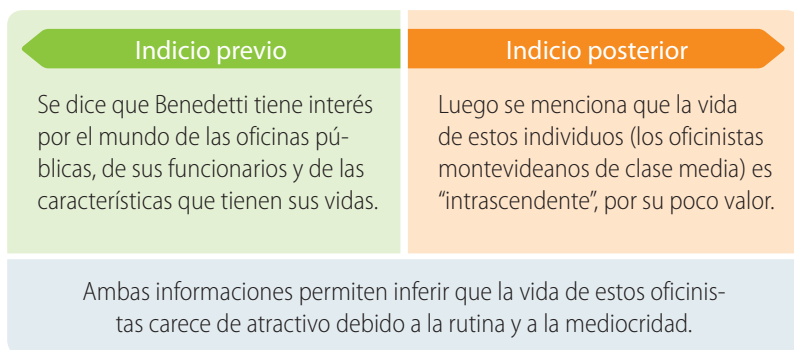 Indicio previo
Se dice que Benedetti tiene interés
por el mundo de las oficinas pú-
blicas, de sus funcionarios y de las
características que tienen sus vidas.
Indicio posterior
Luego se menciona que la vida
de estos individuos (los oficinistas
montevideanos de clase media) es
“intrascendente”, por su poco valor.
Ambas informaciones permiten inferir que la vida de estos oficinis-
tas carece de atractivo debido a la rutina y a la mediocridad.